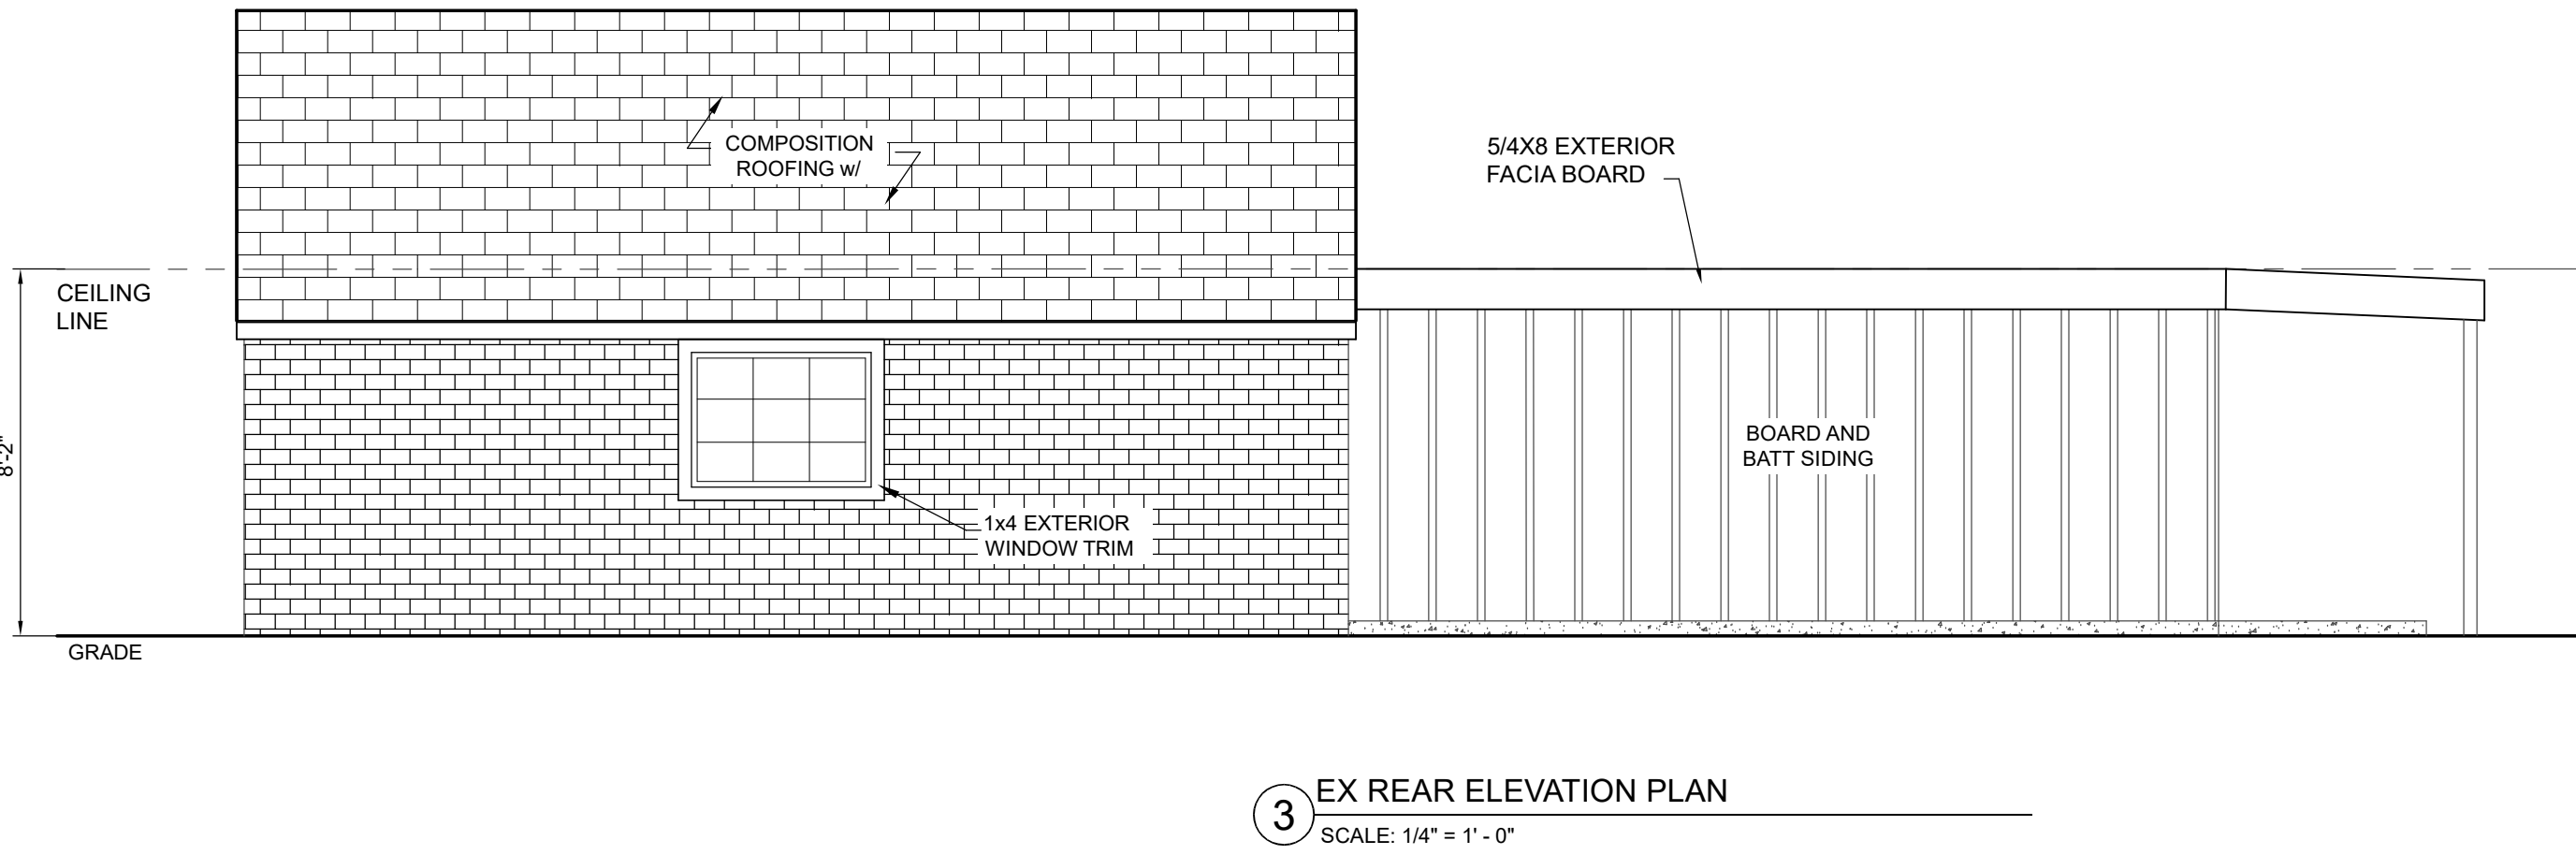 COMPOSITION
ROOFING w/
5/4X8 EXTERIOR
FACIA BOARD
CEILING
LINE
8'-2"
BOARD AND
BATT SIDING
1x4 EXTERIOR
WINDOW TRIM
GRADE
3
EX REAR ELEVATION PLAN
SCALE: 1/4" = 1' - 0"